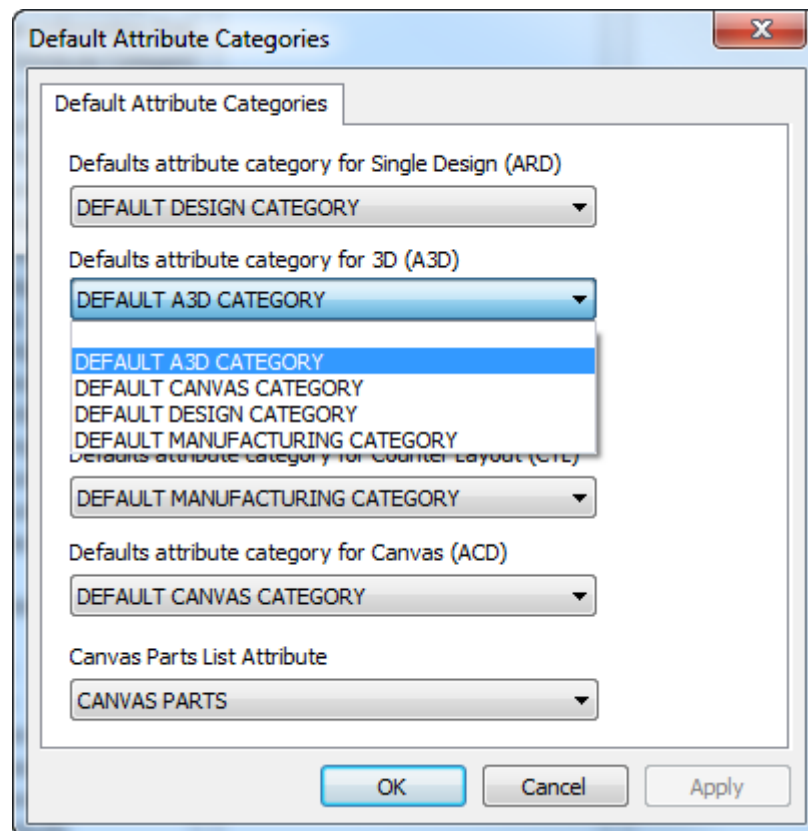 Default Attribute Categories
Default Attribute Categories
Defaults attribute category for Single Design (ARD)
DEFAULT DESIGN CATEGORY
Defaults attribute category for 3D (A3D)
DEFAULT A3D CATEGORY
DEFAULT A3D CATEGORY
DEFAULT CANVAS CATEGORY
DEFAULT DESIGN CATEGORY
DEFAULT MANUFACTURING CATEGORY
Defaults attribute category for Counter Layout (CTL)
DEFAULT MANUFACTURING CATEGORY
Defaults attribute category for Canvas (ACD)
DEFAULT CANVAS CATEGORY
Canvas Parts List Attribute
CANVAS PARTS
OK Cancel Apply